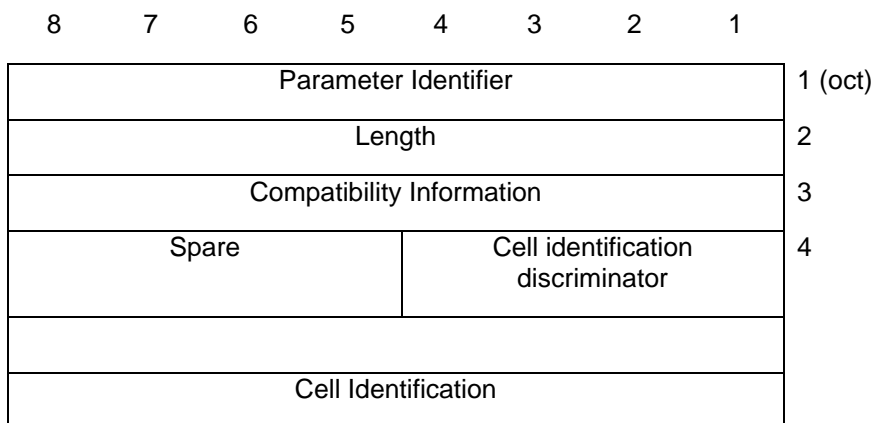 8 7 6 5 4 3 2 1
Parameter Identifier 1 (oct)
Length 2
Compatibility Information 3
Spare Cell identification 4
discriminator
Cell Identification